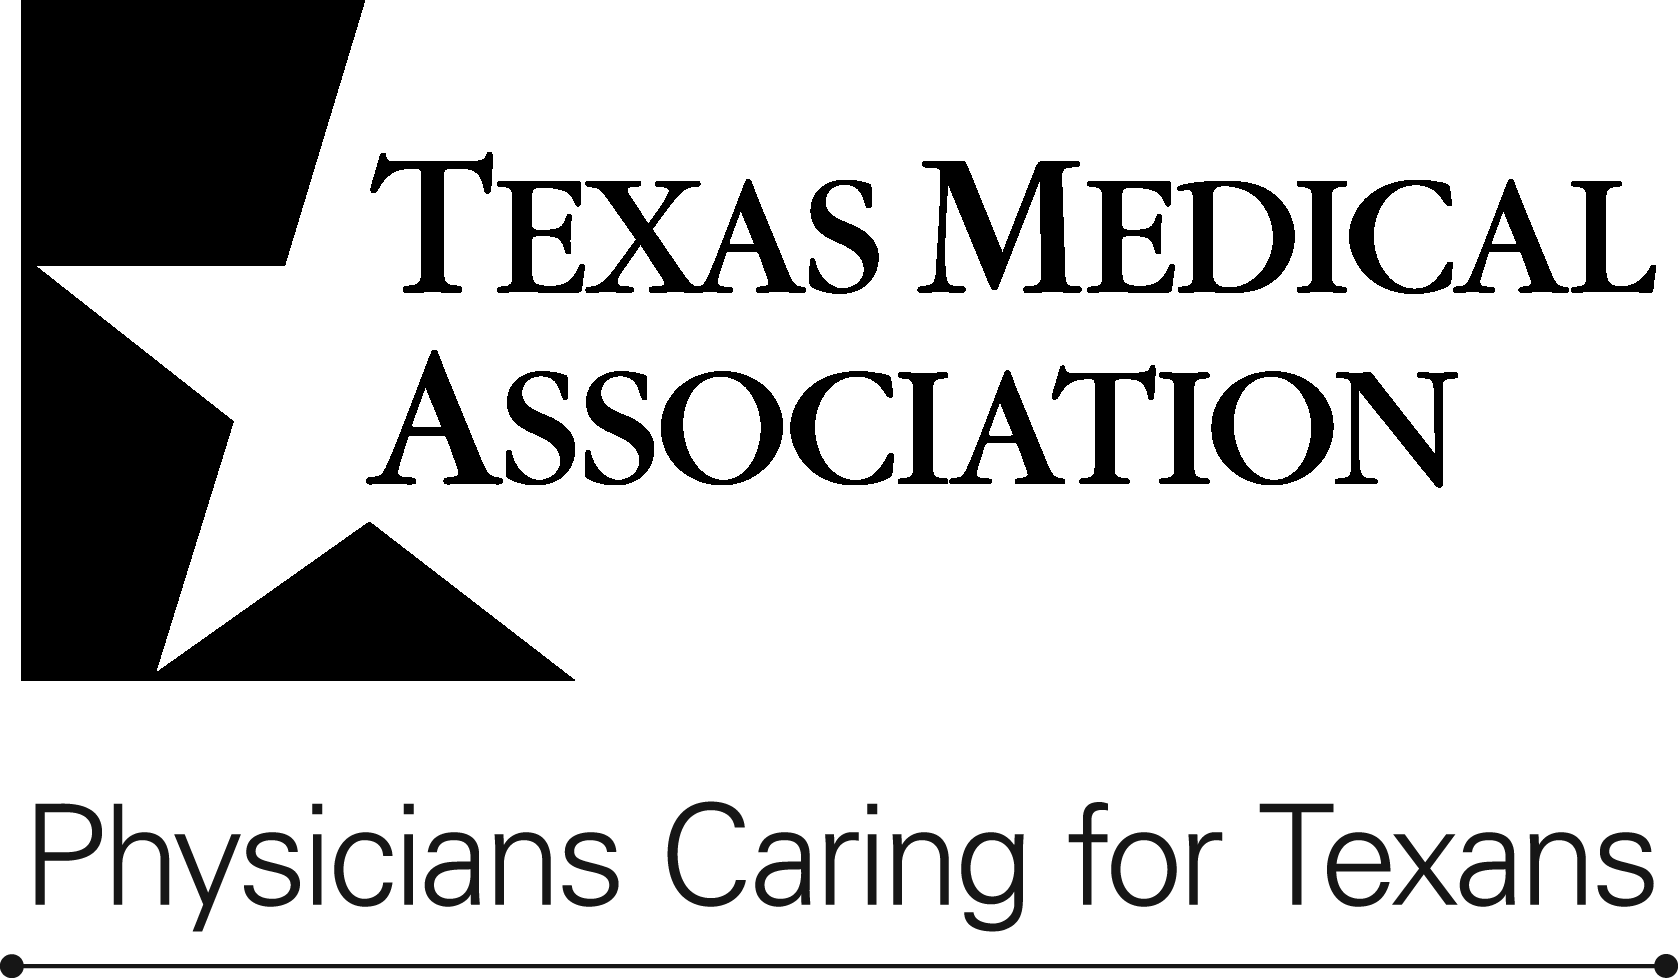 TEXAS MEDICAL
ASSOCIATION
Physicians Caring for Texans